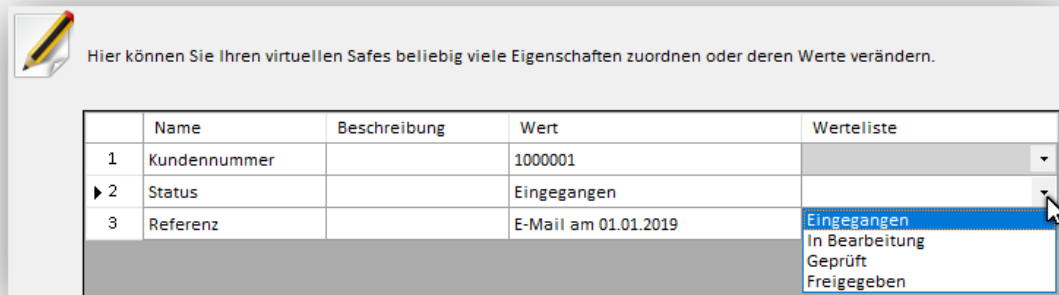 Hier können Sie Ihren virtuellen Safes beliebig viele Eigenschaften zuordnen oder deren Werte verändern.
Name Beschreibung Wert Werteliste
1 Kundennummer 1000001
2 Status Eingegangen
3 Referenz E-Mail am 01.01.2019
Eingegangen
In Bearbeitung
Geprüft
Freigegeben